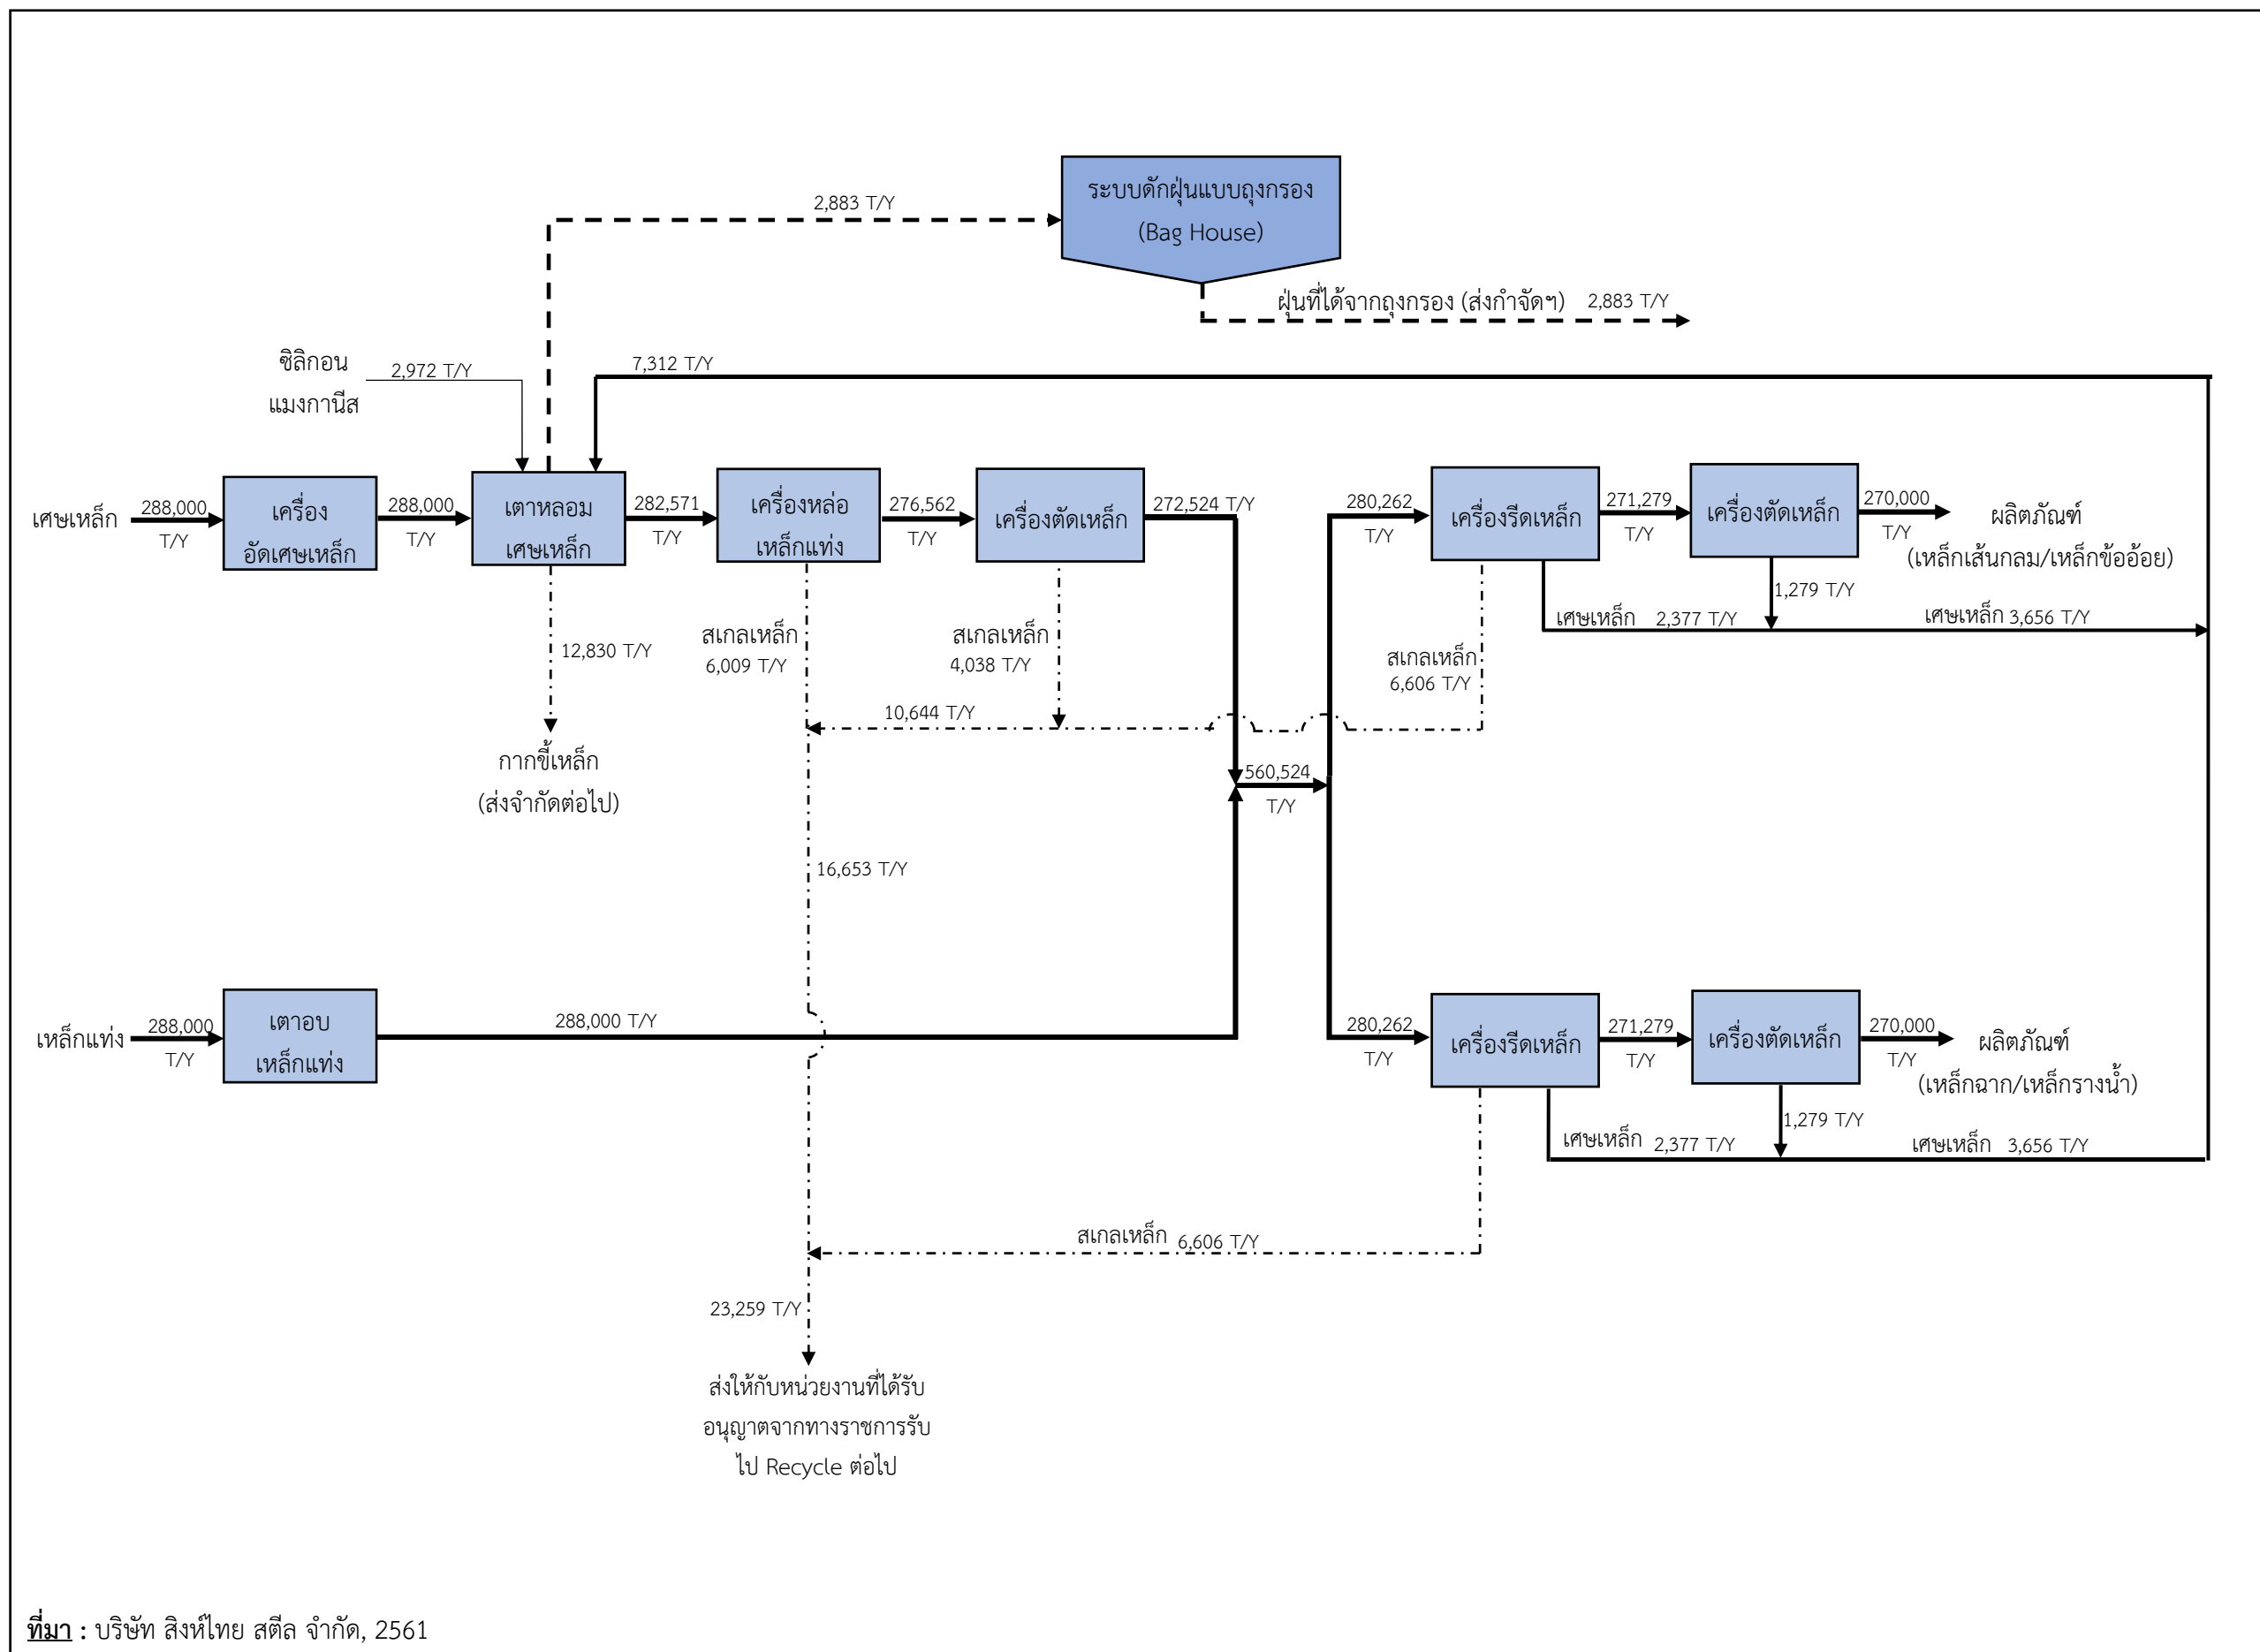 ระบบดักฝุ่นแบบถุงกรอง
(Bag House)
2,883 T/Y
ฝุ่นที่ได้จากถุงกรอง (ส่งกำจัดฯ) 2,883 T/Y
ซิลิกอน
แมงกานีส
2,972 T/Y
7,312 T/Y
เศษเหล็ก
288,000
T/Y
เครื่อง
อัดเศษเหล็ก
288,000
T/Y
เตาหลอม
เศษเหล็ก
282,571
T/Y
เครื่องหล่อ
เหล็กแท่ง
276,562
T/Y
เครื่องตัดเหล็ก
272,524 T/Y
280,262
T/Y
เครื่องรีดเหล็ก
271,279
T/Y
เครื่องตัดเหล็ก
270,000
T/Y
ผลิตภัณฑ์
(เหล็กเส้นกลม/เหล็กข้ออ้อย)
1,279 T/Y
เศษเหล็ก 2,377 T/Y
เศษเหล็ก 3,656 T/Y
12,830 T/Y
สเกลเหล็ก
6,009 T/Y
สเกลเหล็ก
4,038 T/Y
สเกลเหล็ก
6,606 T/Y
10,644 T/Y
กากขี้เหล็ก
(ส่งจำกัดต่อไป)
560,524
T/Y
16,653 T/Y
เหล็กแท่ง
288,000
T/Y
เตาอบ
เหล็กแท่ง
288,000 T/Y
280,262
T/Y
เครื่องรีดเหล็ก
271,279
T/Y
เครื่องตัดเหล็ก
270,000
T/Y
ผลิตภัณฑ์
(เหล็กฉาก/เหล็กรางน้ำ)
1,279 T/Y
เศษเหล็ก 2,377 T/Y
เศษเหล็ก 3,656 T/Y
สเกลเหล็ก 6,606 T/Y
23,259 T/Y
ส่งให้กับหน่วยงานที่ได้รับ
อนุญาตจากทางราชการรับ
ไป Recycle ต่อไป
ที่มา : บริษัท สิงห์ไทย สตีล จำกัด, 2561